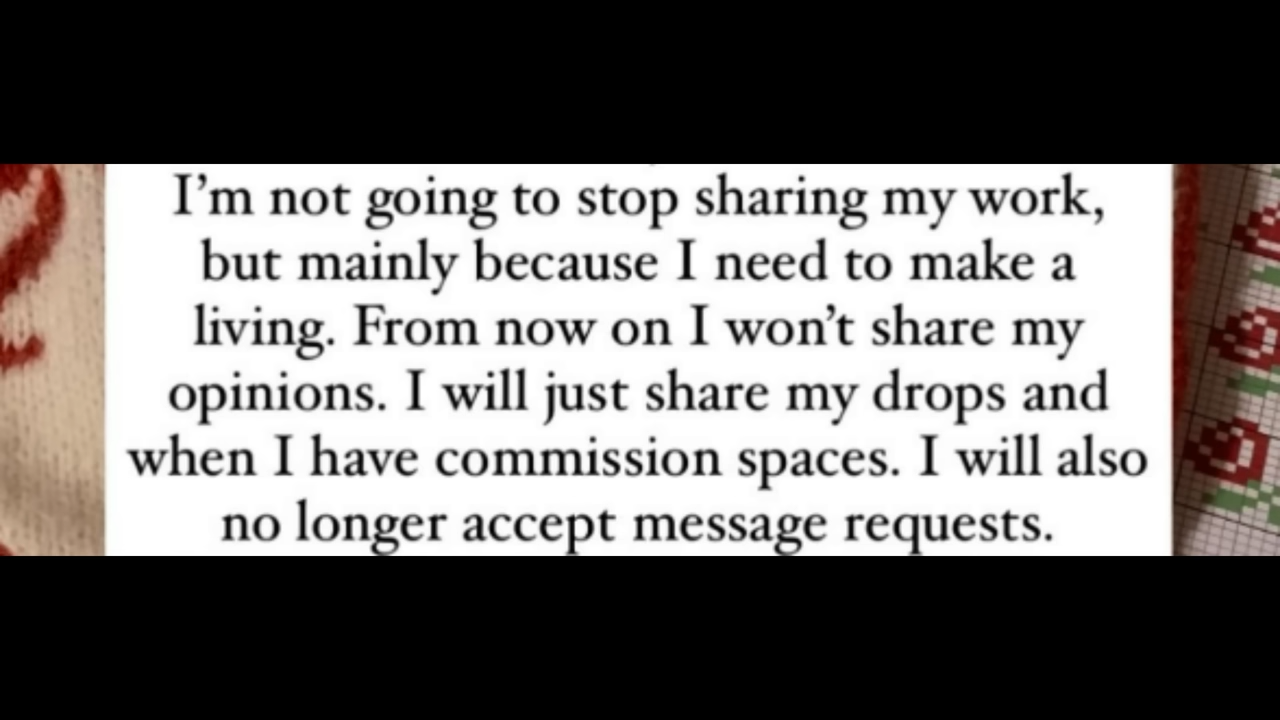 I’m not going to stop sharing my work,
but mainly because I need to make a
living. From now on I won’t share my
opinions. I will just share my drops and
when I have commission spaces. I will also
no longer accept message requests.